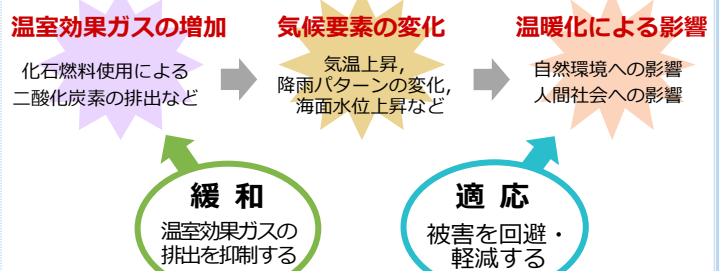 温室効果ガスの増加
化石燃料使用による
二酸化炭素の排出など
気候要素の変化
気温上昇,
降雨パターンの変化,
海面水位上昇など
温暖化による影響
自然環境への影響
人間社会への影響
緩 和
温室効果ガスの
排出を抑制する
適 応
被害を回避・
軽減する